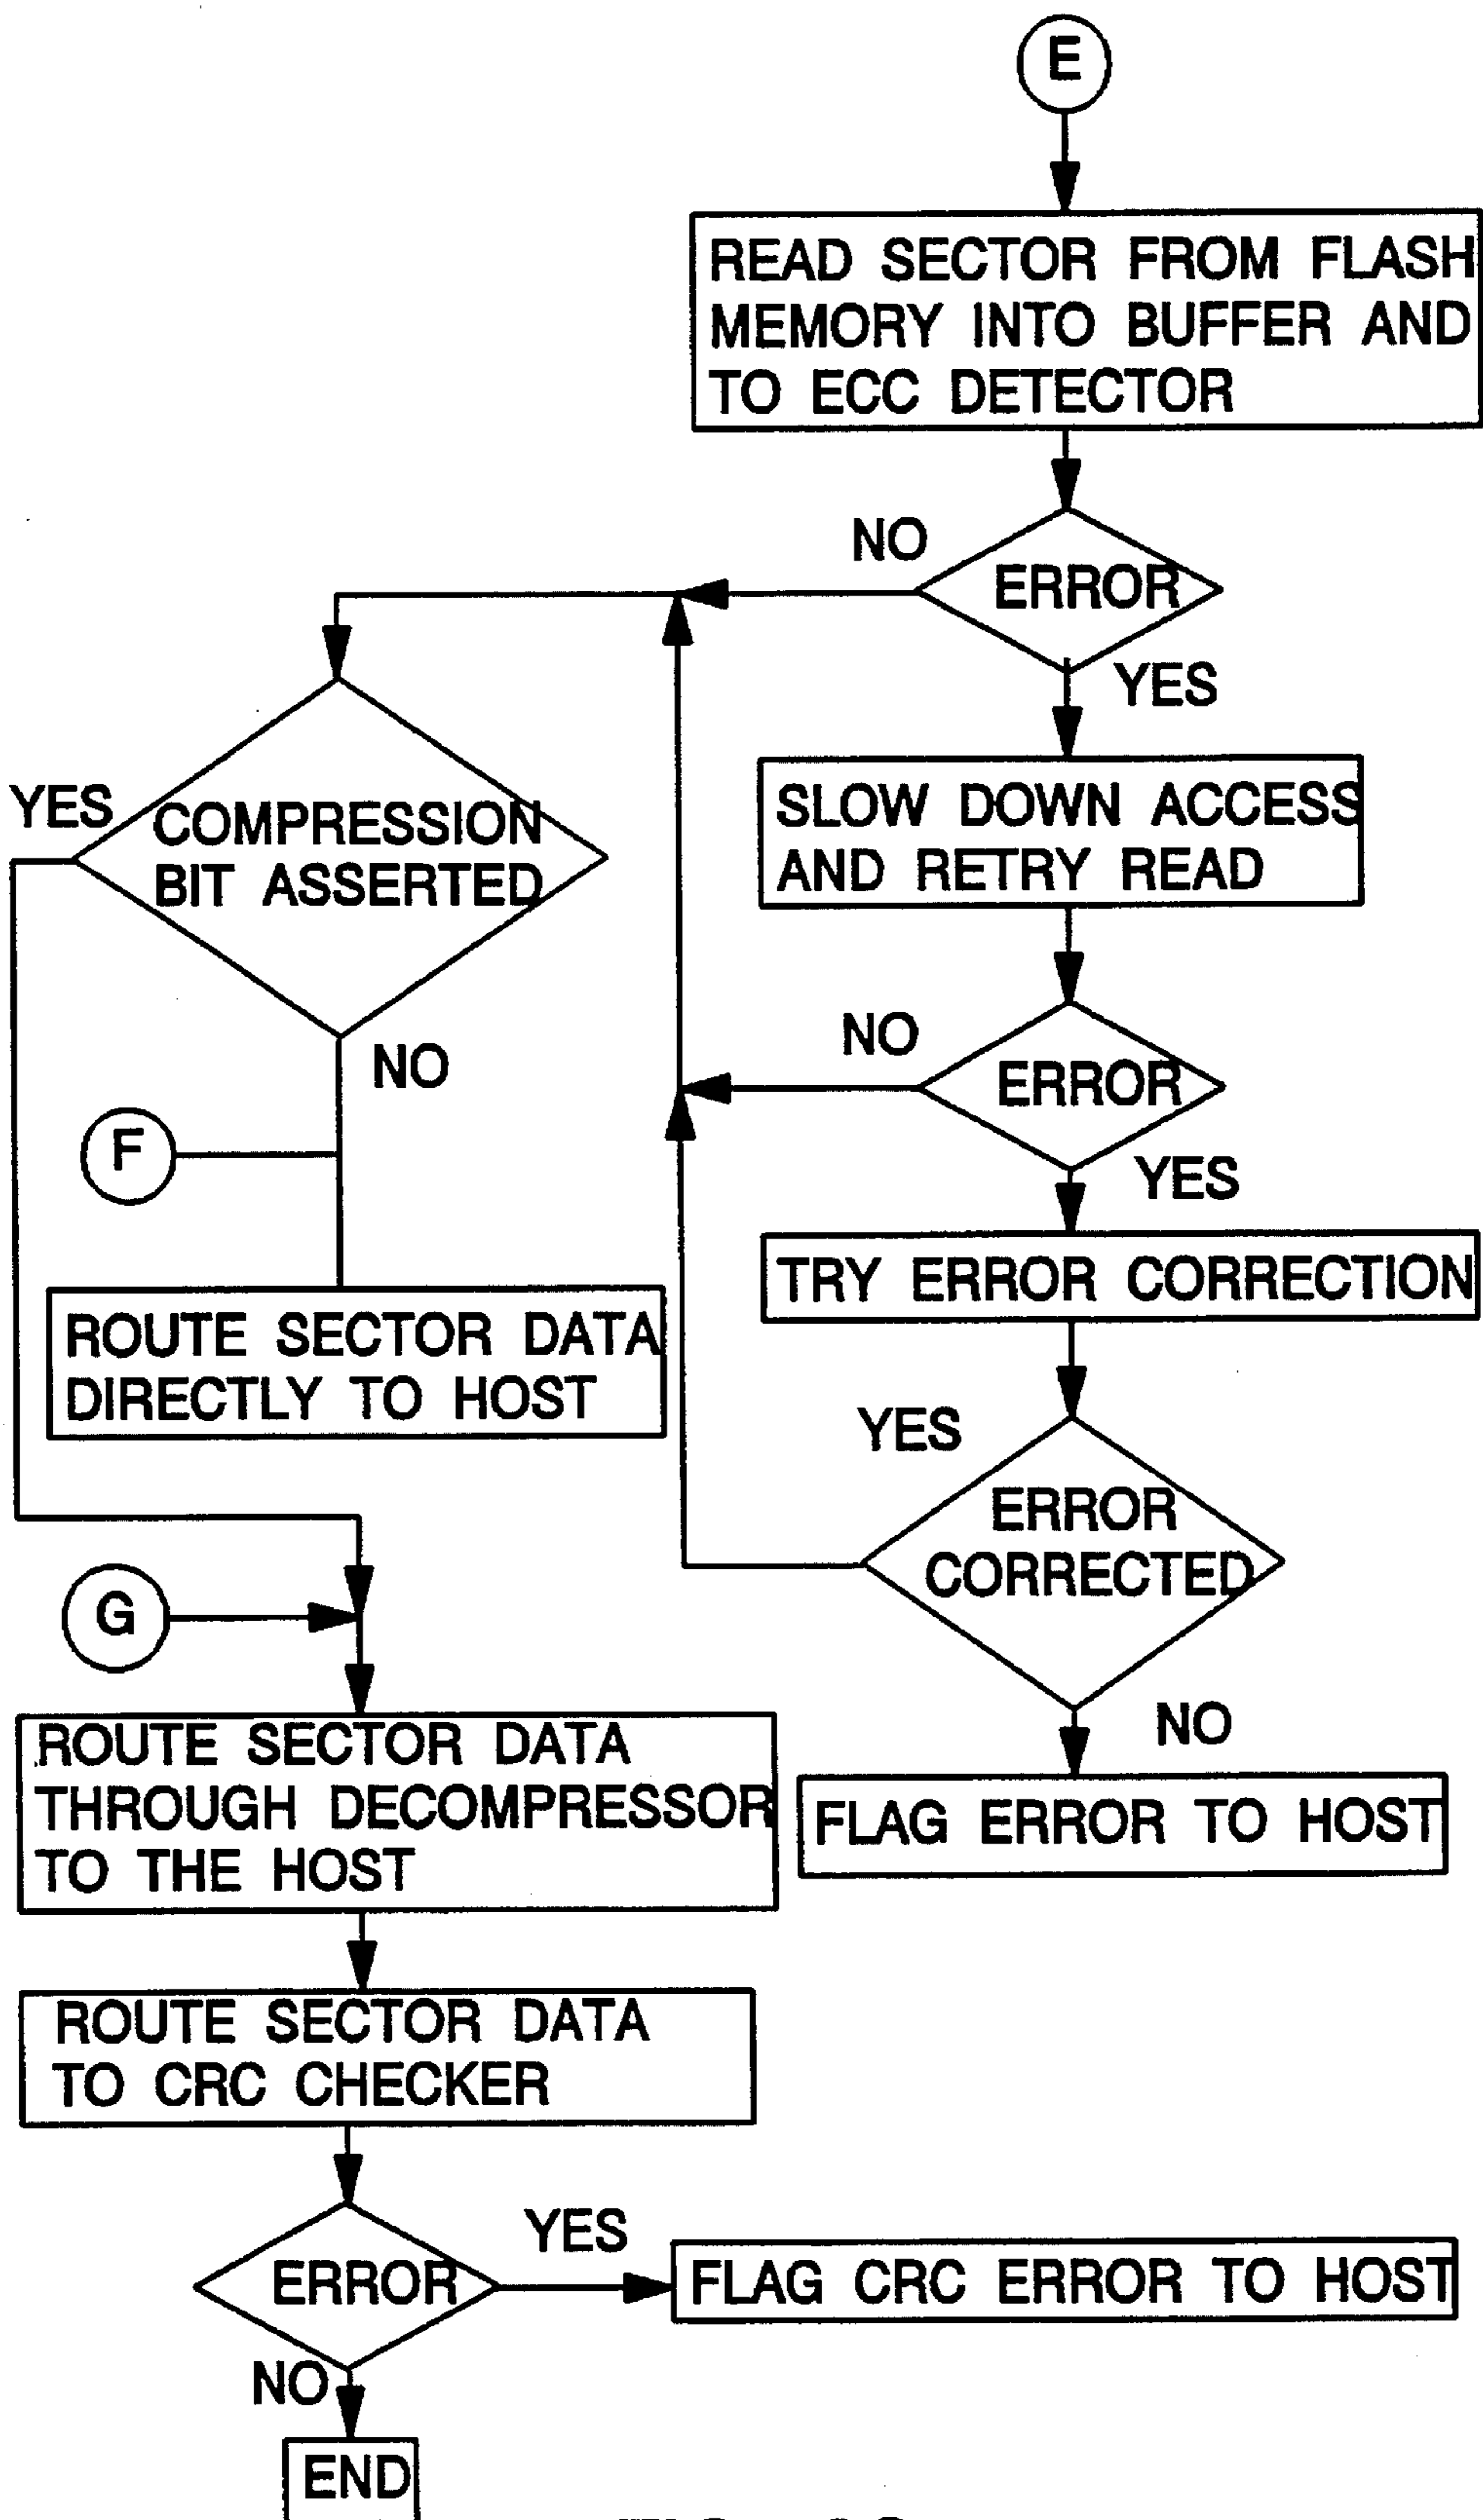 E
READ SECTOR FROM FLASH
MEMORY INTO BUFFER AND
TO ECC DETECTOR
NO
ERROR
YES
SLOW DOWN ACCESS
AND RETRY READ
YES
COMPRESSION
BIT ASSERTED
NO
NO
ERROR
YES
F
TRY ERROR CORRECTION
ROUTE SECTOR DATA
DIRECTLY TO HOST
YES
ERROR
CORRECTED
NO
G
FLAG ERROR TO HOST
ROUTE SECTOR DATA
THROUGH DECOMPRESSOR
TO THE HOST
ROUTE SECTOR DATA
TO CRC CHECKER
ERROR
YES
FLAG CRC ERROR TO HOST
NO
END